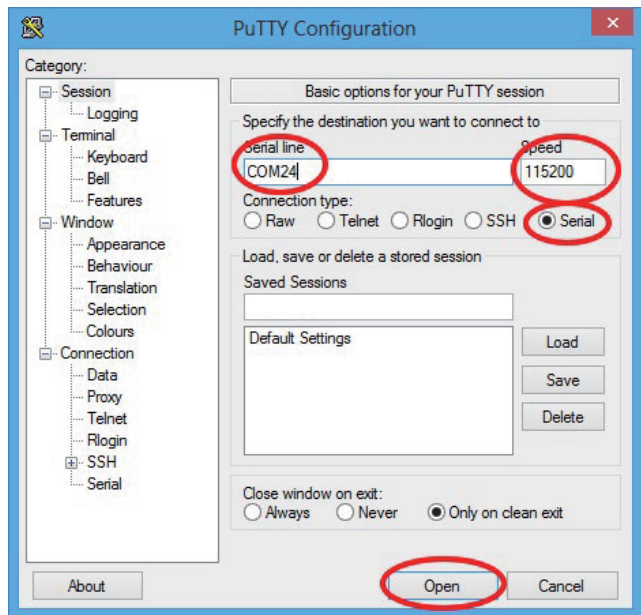 PuTTY Configuration
Category:
Session
Logging
Terminal
Keyboard
Bell
Features
Window
Appearance
Behaviour
Translation
Selection
Colours
Connection
Data
Proxy
Telnet
Rlogin
SSH
Serial
Basic options for your PuTTY session
Specify the destination you want to connect to
Serial line Speed
COM24 115200
Connection type:
Raw Telnet Rlogin SSH Serial
Load, save or delete a stored session
Saved Sessions
Default Settings
Load
Save
Delete
Close window on exit:
Always Never Only on clean exit
About Open Cancel